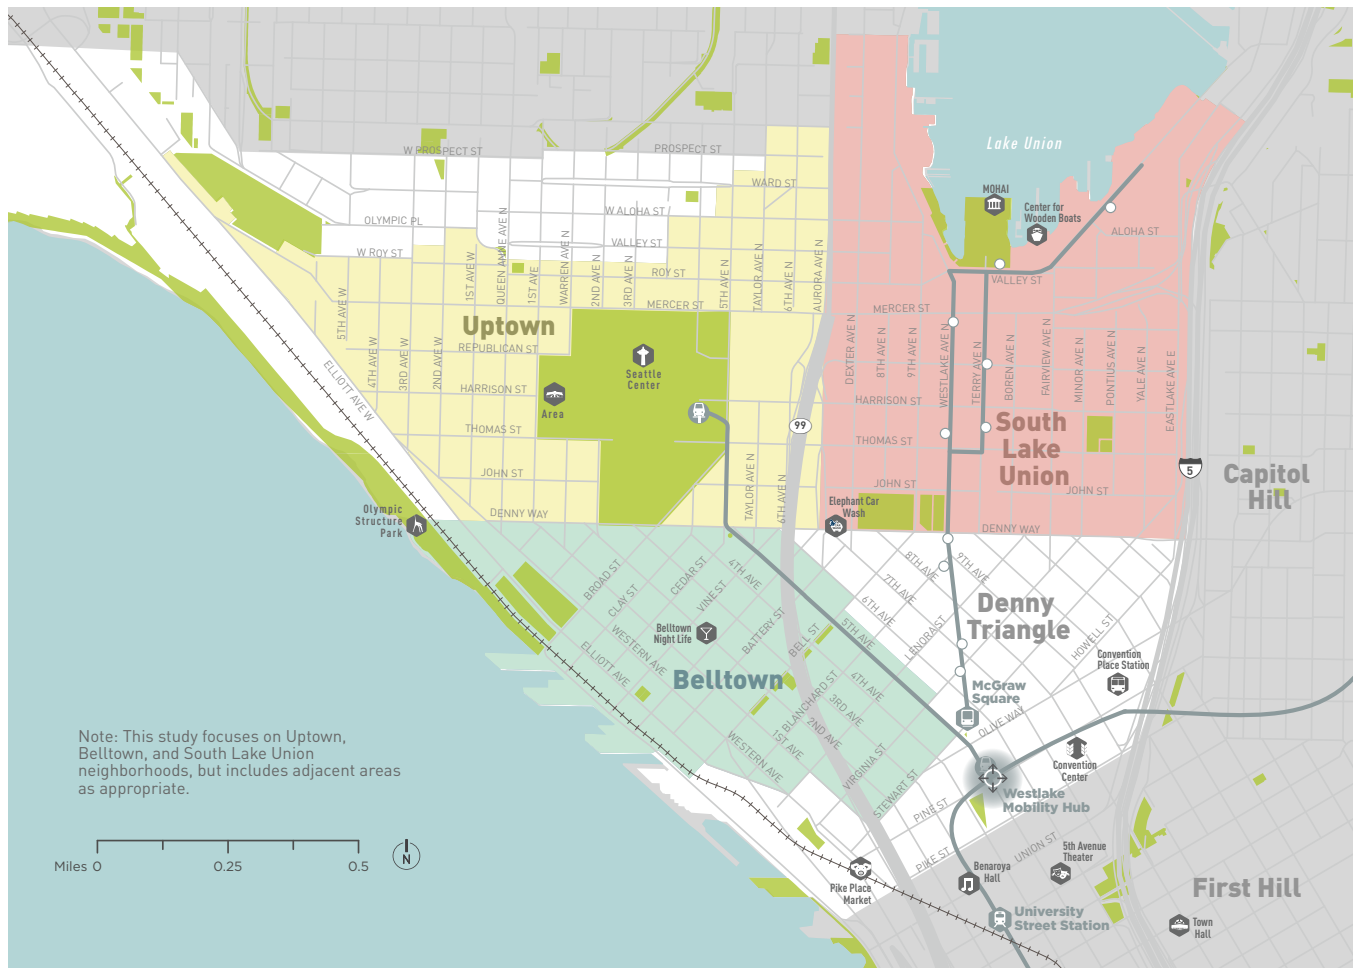 W PROSPECT ST
PROSPECT ST
Lake Union
WARD ST
MOHAI
Center for
Wooden Boats
W ALOHA ST
OLYMPIC PL
ALOHA ST
VALLEY ST
W ROY ST
ROY ST
VALLEY ST
QUEEN ANNE AVE N
1ST AVE W
1ST AVE
WARREN AVE N
2ND AVE N
3RD AVE N
5TH AVE N
TAYLOR AVE N
6TH AVE N
AURORA AVE N
MERCER ST
MERCER ST
5TH AVE W
4TH AVE W
3RD AVE W
2ND AVE W
Uptown
REPUBLICAN ST
DEXTER AVE N
8TH AVE N
9TH AVE N
WESTLAKE AVE N
TERRY AVE N
BOREN AVE N
FAIRVIEW AVE N
MINOR AVE N
PONTIUS AVE N
YALE AVE N
EASTLAKE AVE E
ELLIOTT AVE W
Seattle
Center
HARRISON ST
HARRISON ST
Area
THOMAS ST
THOMAS ST
99
South
Lake
Union
JOHN ST
JOHN ST
JOHN ST
5
Capitol
Hill
TAYLOR AVE N
6TH AVE N
Elephant Car
Wash
Olympic
Structure
Park
DENNY WAY
DENNY WAY
BROAD ST
CLAY ST
CEDAR ST
VINE ST
4TH AVE
8TH AVE
9TH AVE
7TH AVE
6TH AVE
5TH AVE
Denny
Triangle
LENORA ST
HOWELL ST
Belltown
Night Life
BATTERY ST
BELL ST
WESTERN AVE
ELLIOTT AVE
Convention
Place Station
Belltown
BLANCHARD ST
4TH AVE
3RD AVE
2ND AVE
1ST AVE
WESTERN AVE
VIRGINIA ST
STEWART ST
McGraw
Square
OLIVE WAY
Convention
Center
Westlake
Mobility Hub
Note: This study focuses on Uptown,
Belltown, and South Lake Union
neighborhoods, but includes adjacent areas
as appropriate.
PINE ST
PIKE ST
UNION ST
5th Avenue
Theater
Benaroya
Hall
Miles 0 0.25 0.5
N
Pike Place
Market
First Hill
University
Street Station
Town
Hall